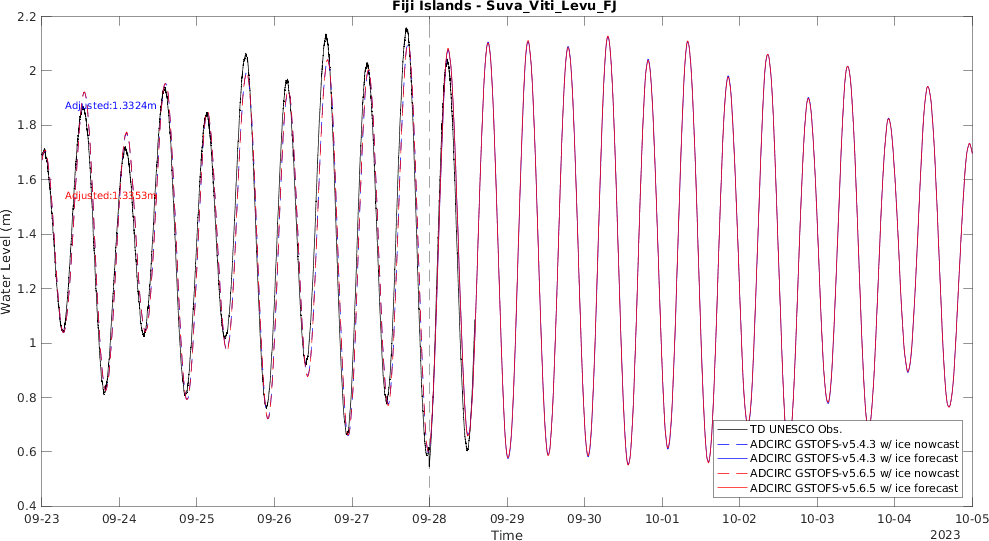 Fiji Islands - Suva_Viti_Levu_FJ
2.2
2
1.8
1.6
1.4
1.2
1
0.8
0.6
0.4
Water Level (m)
Adjusted:1.3324m
Adjusted:1.3353m
TD UNESCO Obs.
ADCIRC GSTOFS-v5.4.3 w/ ice nowcast
ADCIRC GSTOFS-v5.4.3 w/ ice forecast
ADCIRC GSTOFS-v5.6.5 w/ ice nowcast
ADCIRC GSTOFS-v5.6.5 w/ ice forecast
09-23 09-24 09-25 09-26 09-27 09-28 09-29 09-30 10-01 10-02 10-03 10-04 10-05
Time
2023